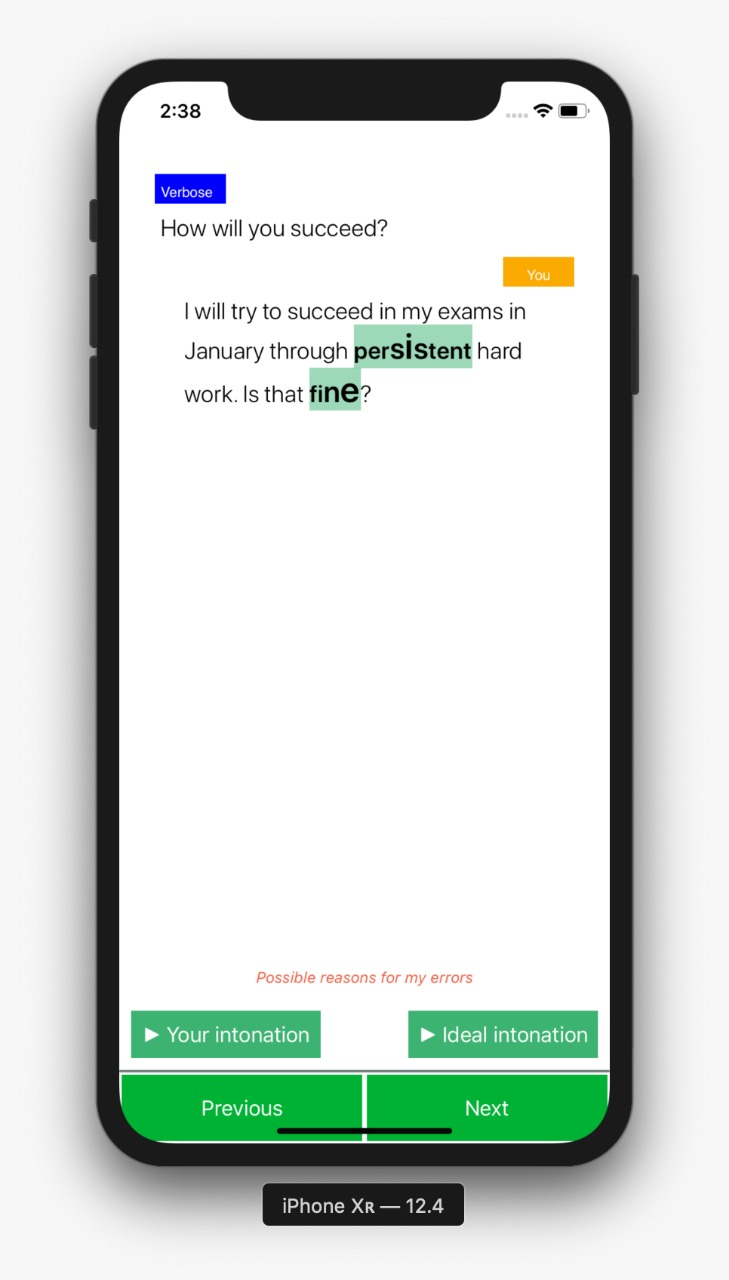 2:38
Verbose
How will you succeed?
You
I will try to succeed in my exams in
January through persistent hard
work. Is that fine?
Possible reasons for my errors
▶ Your intonation
▶ Ideal intonation
Previous
Next
iPhone Xʀ — 12.4